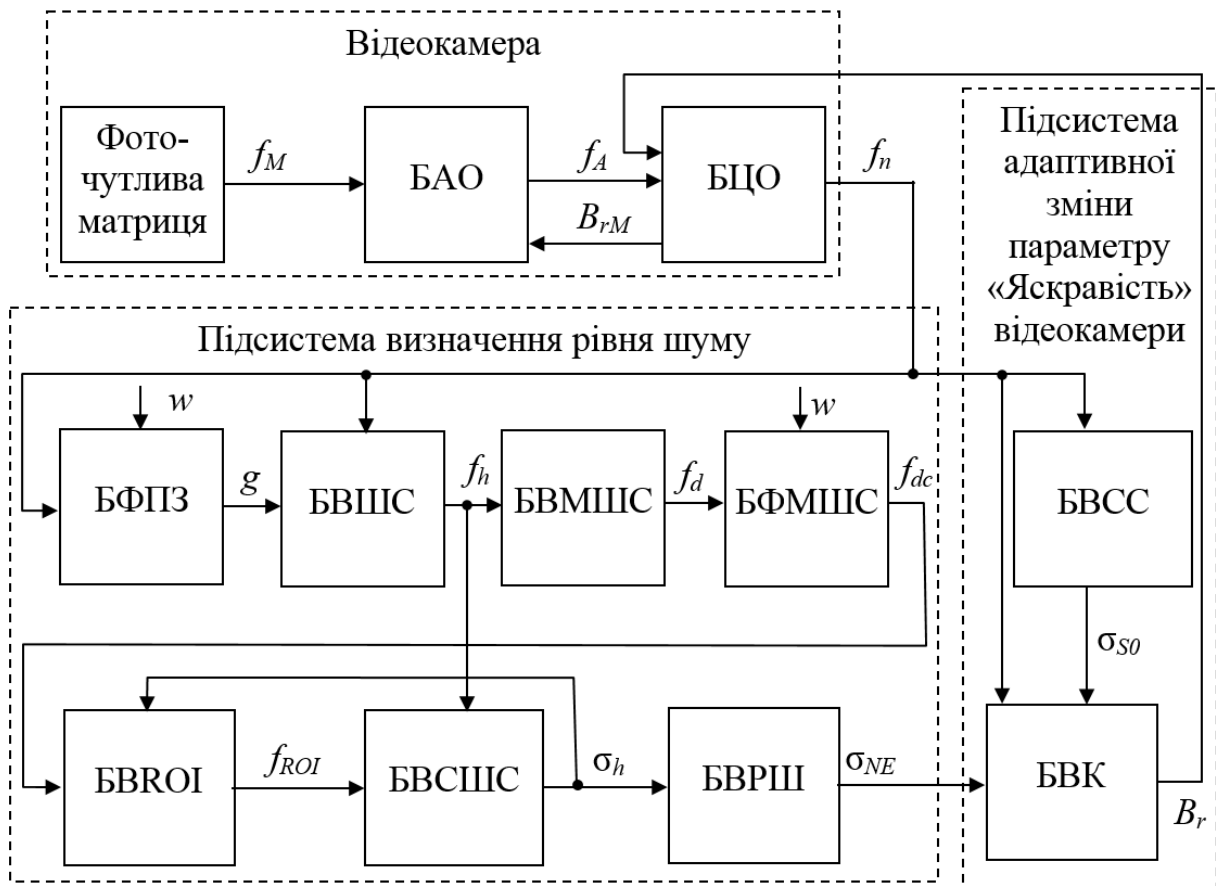 Відеокамера
Фото-
чутлива
матриця
f_M
БАО
f_A
B_rM
БЦО
f_n
Підсистема
адаптивної
зміни
параметру
«Яскравість»
відеокамери
Підсистема визначення рівня шуму
w
БФПЗ
g
БВШС
f_h
БВМШС
f_d
w
БФМШС
f_dc
БВСС
σ_S0
БВROI
f_ROI
БВСШС
σ_h
БВРШ
σ_NE
БВК
B_r